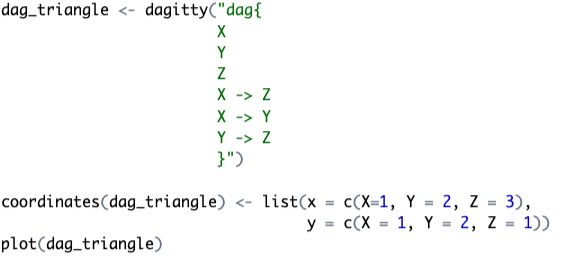 dag_triangle <- dagitty("dag{
X
Y
Z
X -> Z
X -> Y
Y -> Z
}")
coordinates(dag_triangle) <- list(x = c(X=1, Y = 2, Z = 3),
y = c(X = 1, Y = 2, Z = 1))
plot(dag_triangle)